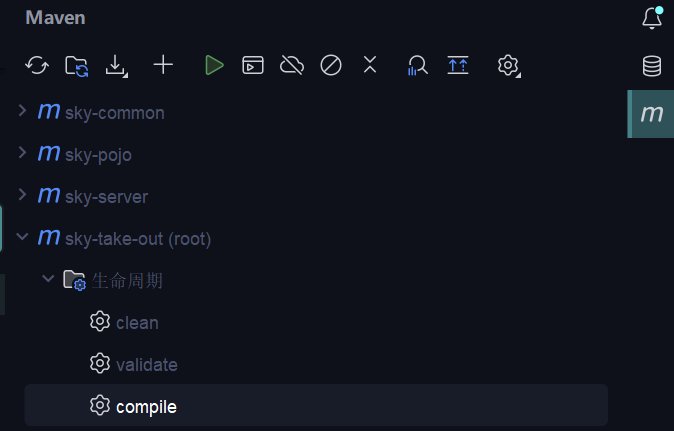 Maven
sky-common
sky-pojo
sky-server
sky-take-out (root)
生命周期
clean
validate
compile